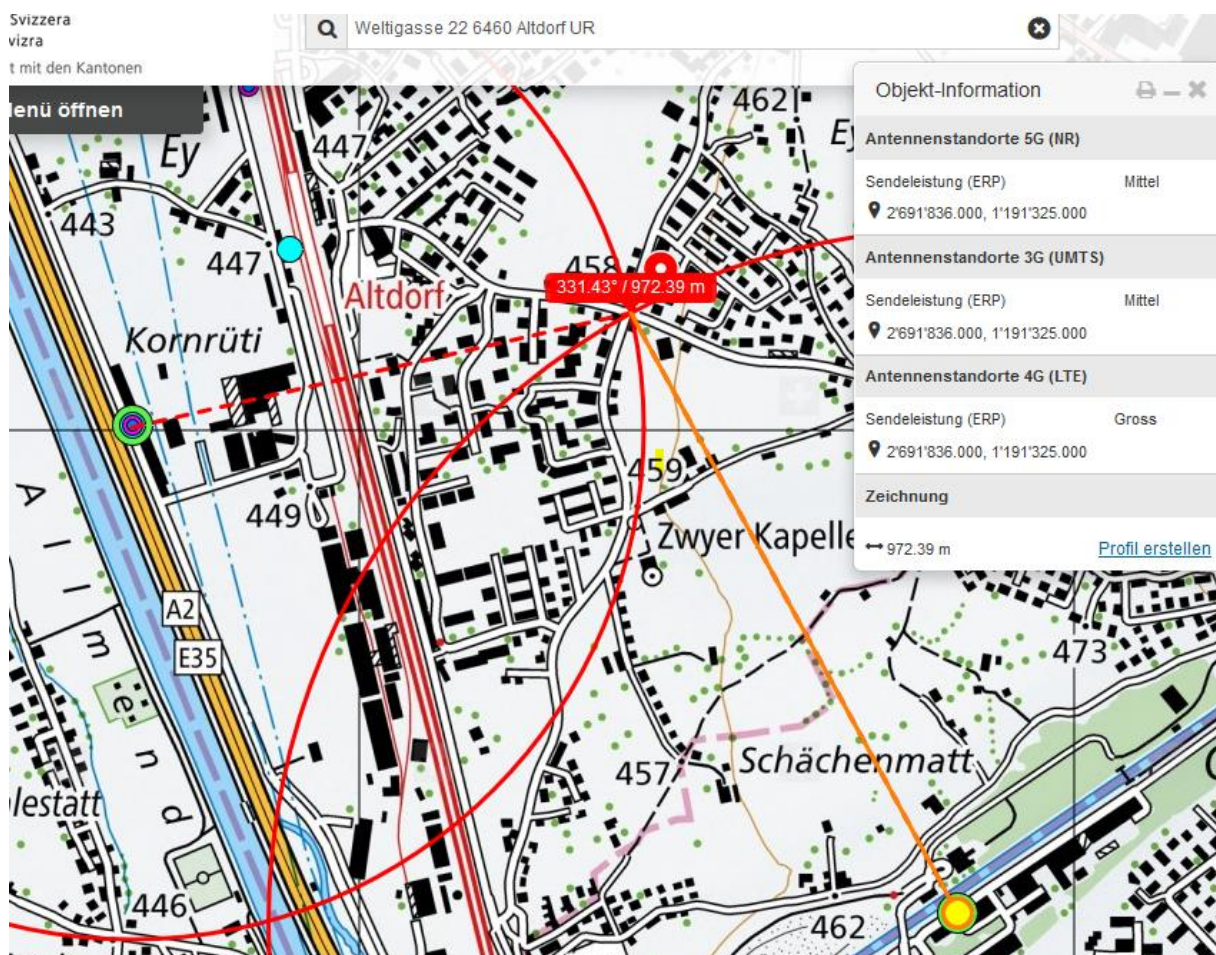 Svizzera
vizra
t mit den Kantonen
Weltigasse 22 6460 Altdorf UR
enü öffnen
Objekt-Information
Antennenstandorte 5G (NR)
Sendeleistung (ERP) Mittel
2'691'836.000, 1'191'325.000
Antennenstandorte 3G (UMTS)
Sendeleistung (ERP) Mittel
2'691'836.000, 1'191'325.000
Antennenstandorte 4G (LTE)
Sendeleistung (ERP) Gross
2'691'836.000, 1'191'325.000
Zeichnung
972.39 m Profil erstellen
462
Ey
447
Ey
443
447
458
331.43° / 972.39 m
Altdorf
Kornrüti
459
449
Zwyer Kapelle
A2
E35
Allmend
473
457
Schächenmatt
lestatt
446
462